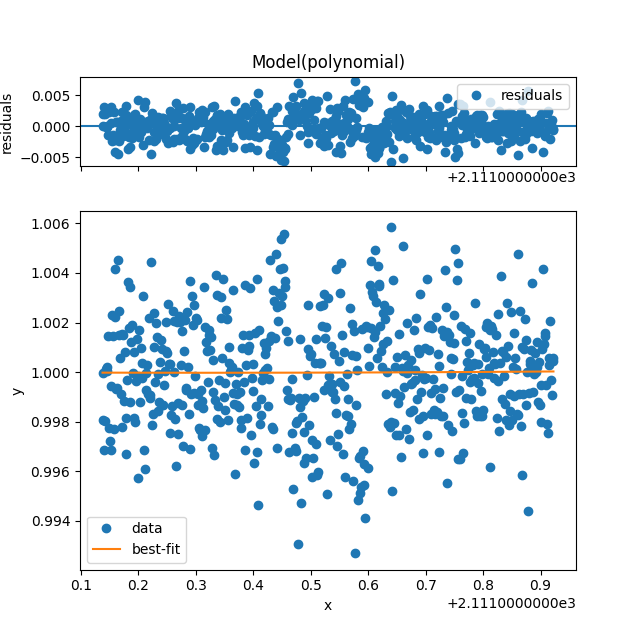 Model(polynomial)
residuals
0.005
0.000
−0.005
residuals
+2.1110000000e3
y
1.006
1.004
1.002
1.000
0.998
0.996
0.994
data
best-fit
0.1 0.2 0.3 0.4 0.5 0.6 0.7 0.8 0.9
x
+2.1110000000e3